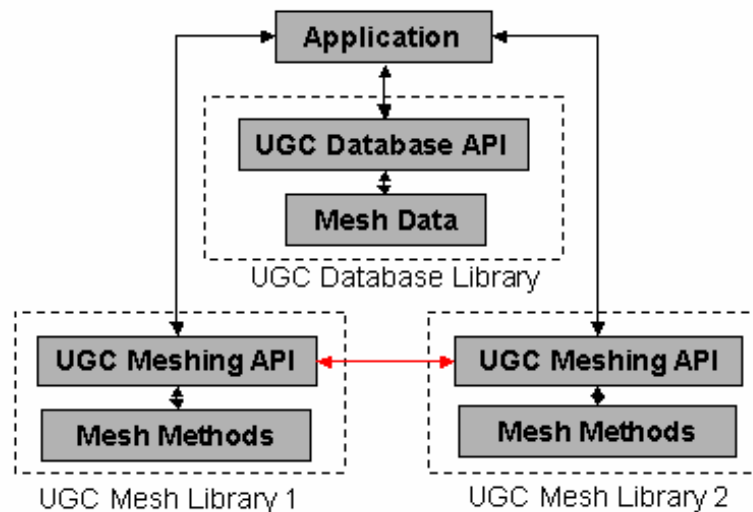 Application
UGC Database API
Mesh Data
UGC Database Library
UGC Meshing API
UGC Meshing API
Mesh Methods
Mesh Methods
UGC Mesh Library 1
UGC Mesh Library 2